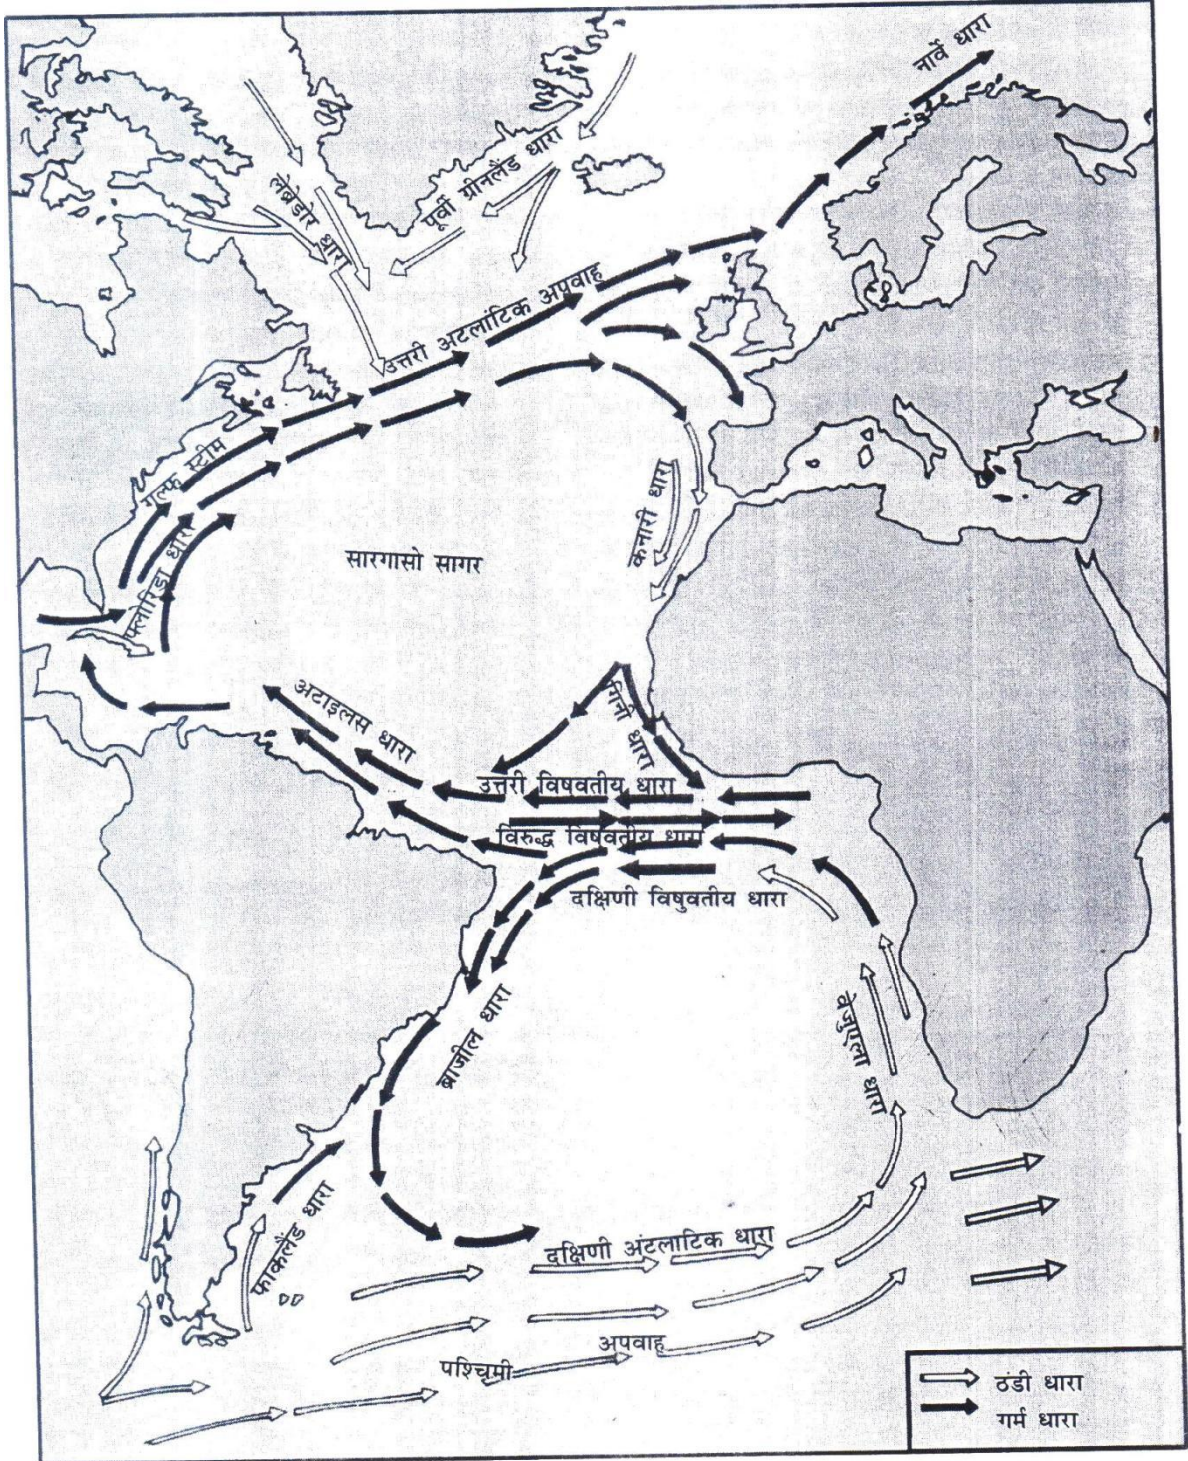 नार्वे धारा
पूर्वी ग्रीनलैंड धारा
लेब्रेडोर धारा
उत्तरी अटलांटिक अपवाह
गल्फ स्टीम
फ्लोरिडा धारा
कनारी धारा
सारगासो सागर
गिनी धारा
अटाइलस धारा
उत्तरी विषवतीय धारा
विरुद्ध विषवतीय धारा
दक्षिणी विषुवतीय धारा
ब्राजील धारा
वेजुएला धारा
फाकलैंड धारा
दक्षिणी अंटलाटिक धारा
पश्चिमी अपवाह
ठंडी धारा
गर्म धारा